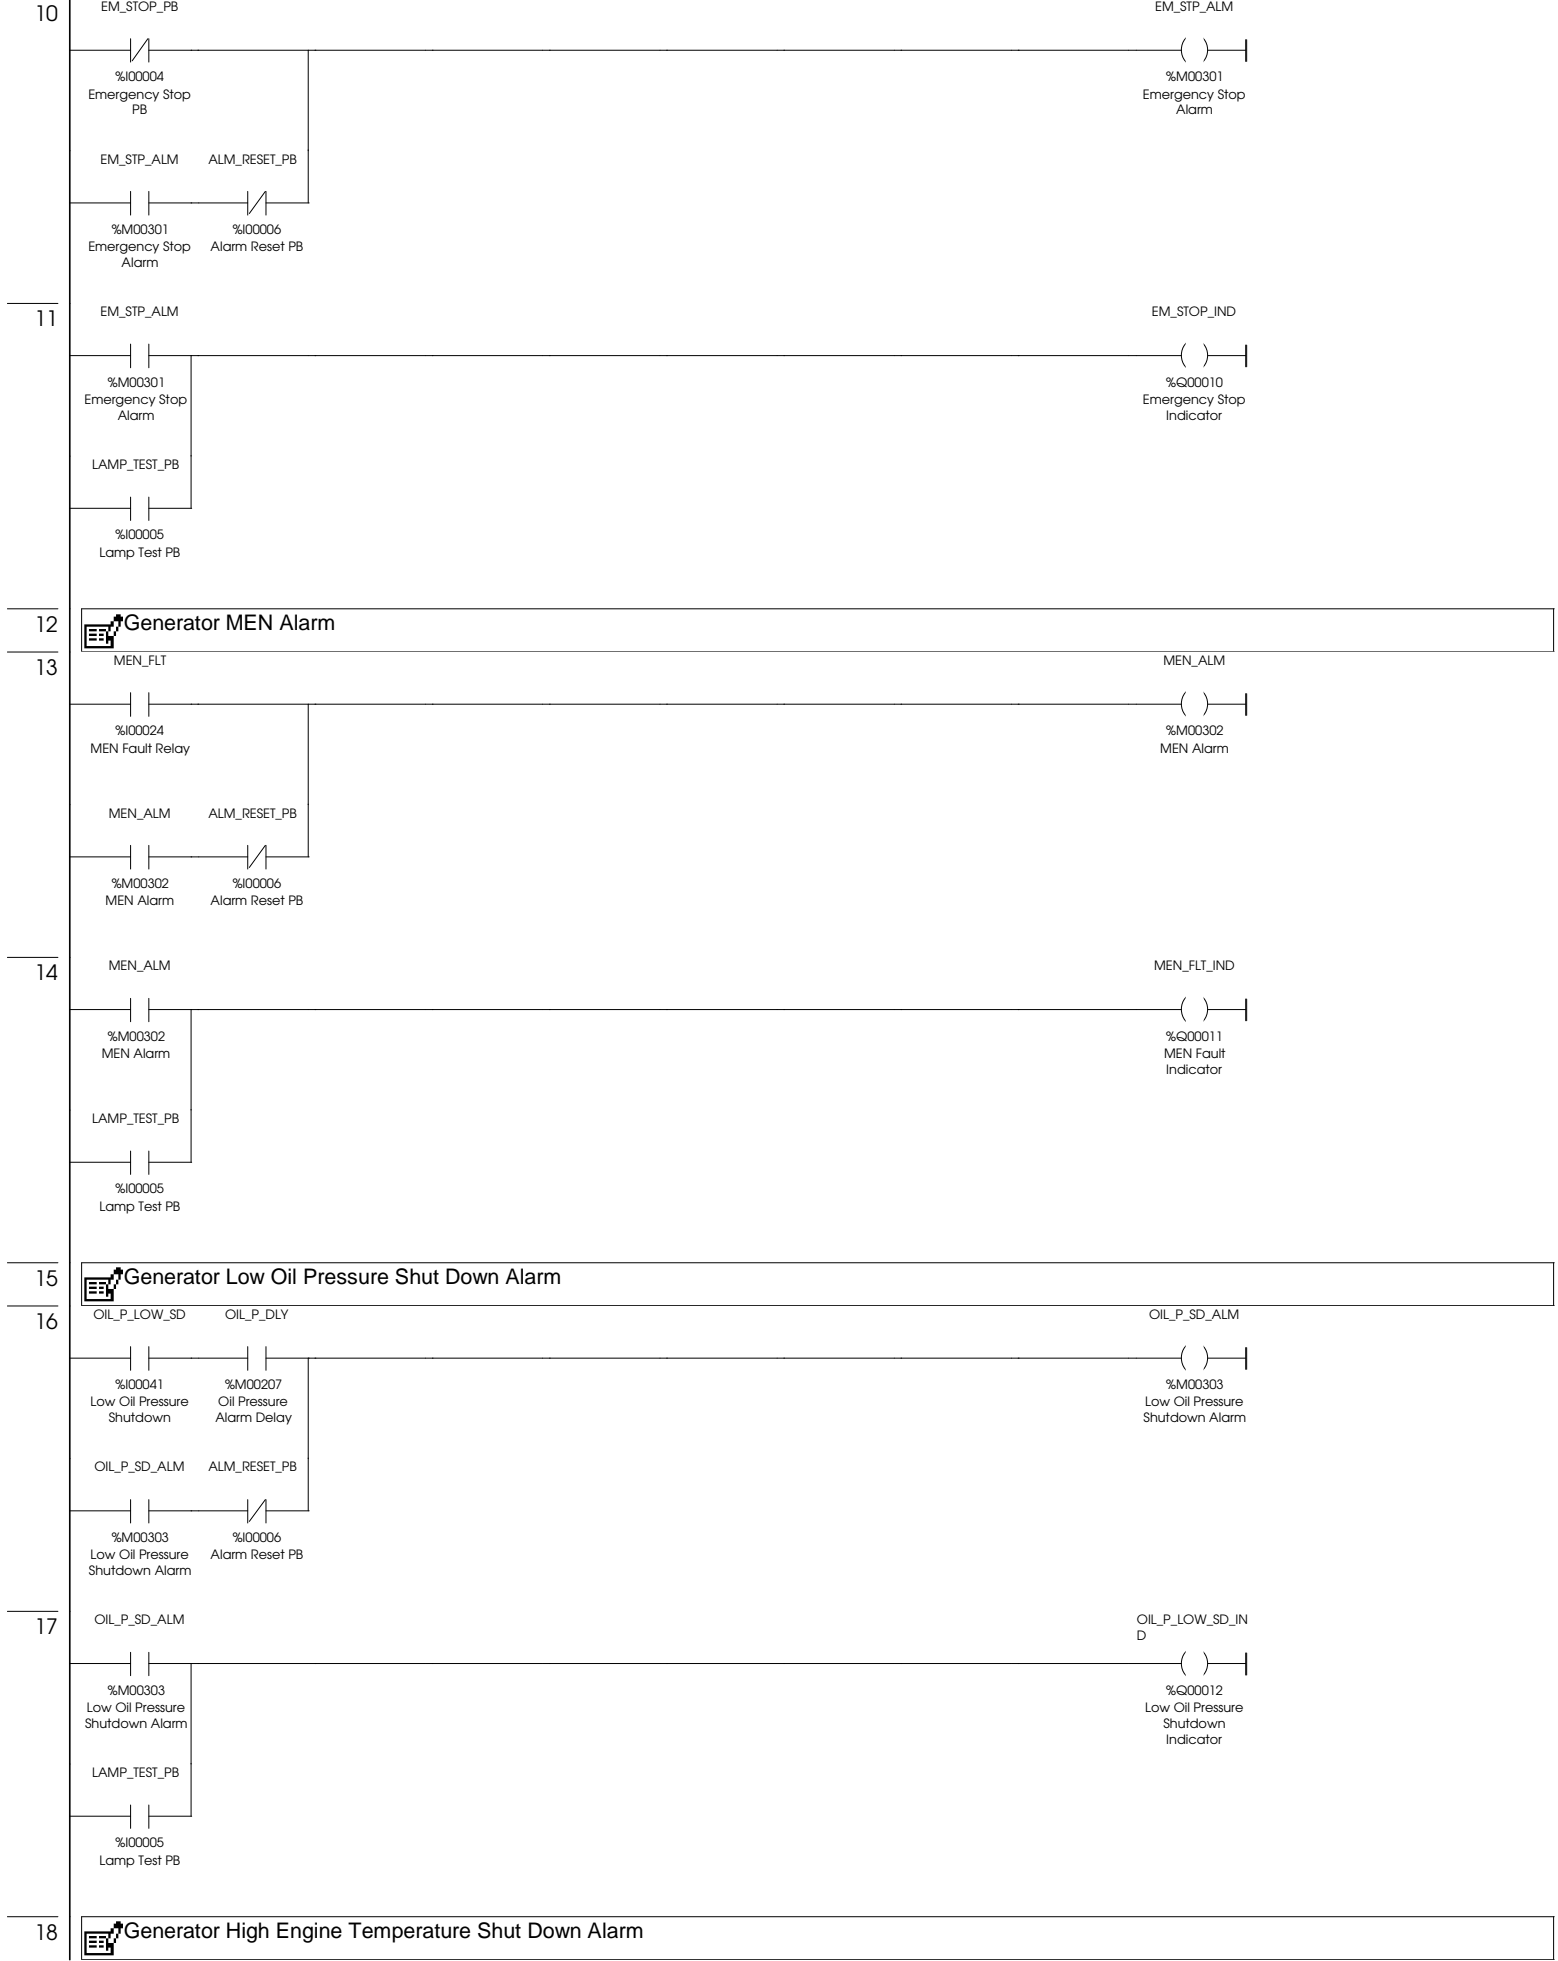 10
EM_STOP_PB
EM_STP_ALM
%I00004
Emergency Stop
PB
%M00301
Emergency Stop
Alarm
EM_STP_ALM
ALM_RESET_PB
%M00301
Emergency Stop
Alarm
%I00006
Alarm Reset PB
11
EM_STP_ALM
EM_STOP_IND
%M00301
Emergency Stop
Alarm
%Q00010
Emergency Stop
Indicator
LAMP_TEST_PB
%I00005
Lamp Test PB
12
Generator MEN Alarm
13
MEN_FLT
MEN_ALM
%I00024
MEN Fault Relay
%M00302
MEN Alarm
MEN_ALM
ALM_RESET_PB
%M00302
MEN Alarm
%I00006
Alarm Reset PB
14
MEN_ALM
MEN_FLT_IND
%M00302
MEN Alarm
%Q00011
MEN Fault
Indicator
LAMP_TEST_PB
%I00005
Lamp Test PB
15
Generator Low Oil Pressure Shut Down Alarm
16
OIL_P_LOW_SD
OIL_P_DLY
OIL_P_SD_ALM
%I00041
Low Oil Pressure
Shutdown
%M00207
Oil Pressure
Alarm Delay
%M00303
Low Oil Pressure
Shutdown Alarm
OIL_P_SD_ALM
ALM_RESET_PB
%M00303
Low Oil Pressure
Shutdown Alarm
%I00006
Alarm Reset PB
17
OIL_P_SD_ALM
OIL_P_LOW_SD_IN
D
%M00303
Low Oil Pressure
Shutdown Alarm
%Q00012
Low Oil Pressure
Shutdown
Indicator
LAMP_TEST_PB
%I00005
Lamp Test PB
18
Generator High Engine Temperature Shut Down Alarm